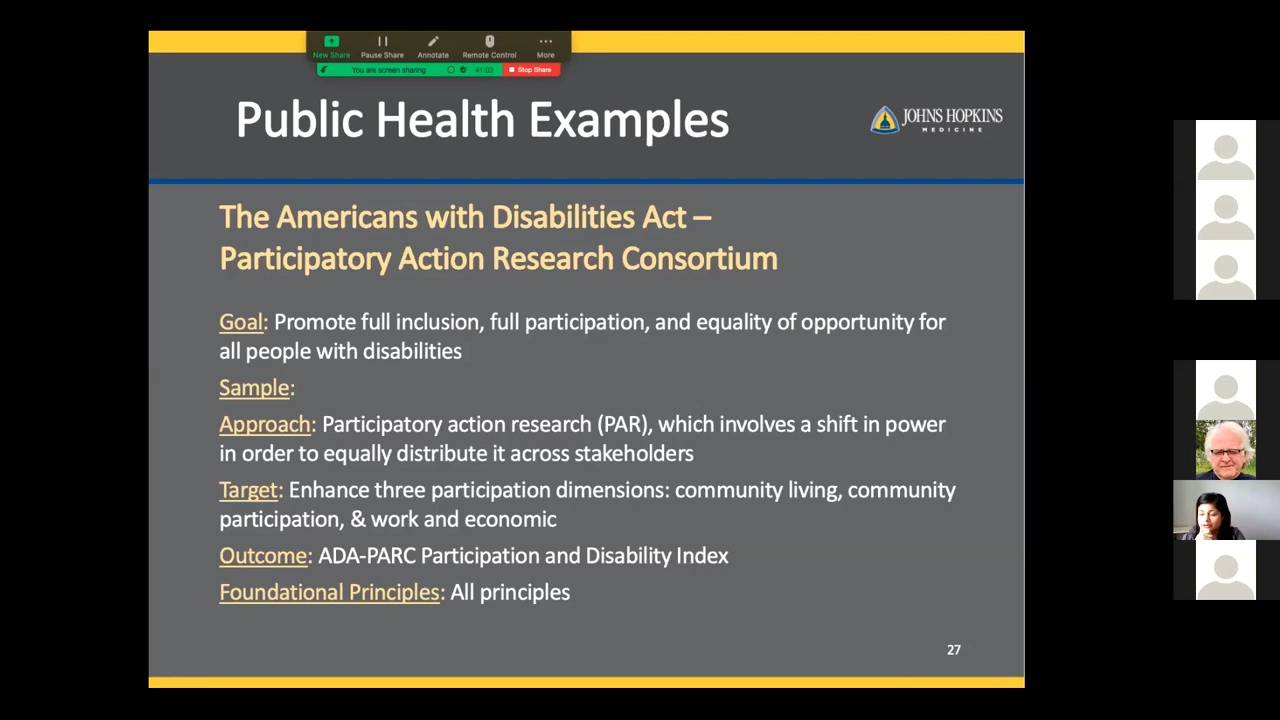 New Share
Pause Share
Annotate
Remote Control
More
You are screen sharing
41:03
Stop Share
Public Health Examples
JOHNS HOPKINS
MEDICINE
The Americans with Disabilities Act –
Participatory Action Research Consortium
Goal: Promote full inclusion, full participation, and equality of opportunity for
all people with disabilities
Sample:
Approach: Participatory action research (PAR), which involves a shift in power
in order to equally distribute it across stakeholders
Target: Enhance three participation dimensions: community living, community
participation, & work and economic
Outcome: ADA-PARC Participation and Disability Index
Foundational Principles: All principles
27